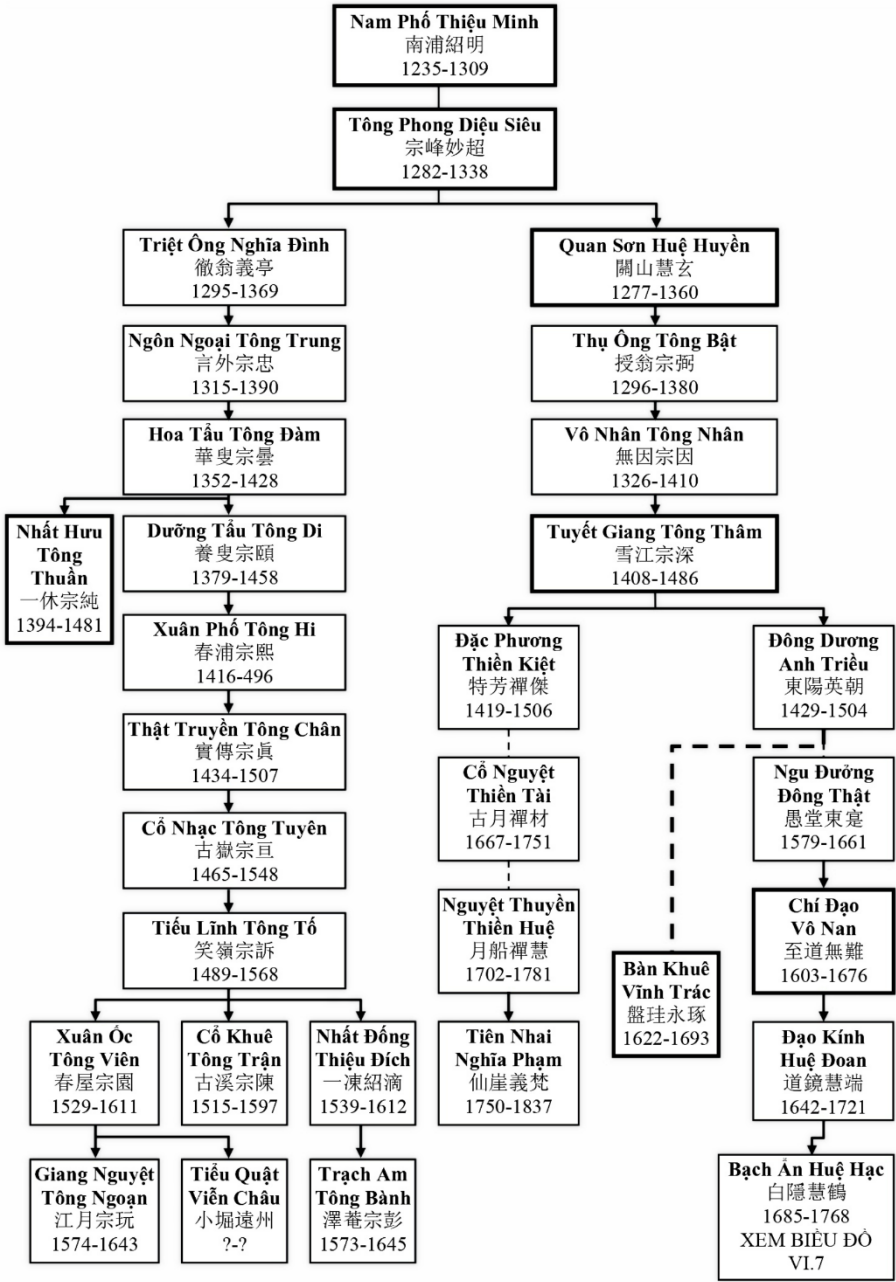 Nam Phố Thiệu Minh
南浦紹明
1235-1309
Tông Phong Diệu Siêu
宗峰妙超
1282-1338
Triệt Ông Nghĩa Đình
徹翁義亭
1295-1369
Quan Sơn Huệ Huyền
關山慧玄
1277-1360
Ngôn Ngoại Tông Trung
言外宗忠
1315-1390
Thụ Ông Tông Bật
授翁宗弼
1296-1380
Hoa Tẩu Tông Đàm
華叟宗曇
1352-1428
Vô Nhân Tông Nhân
無因宗因
1326-1410
Nhất Hưu
Tông
Thuần
一休宗純
1394-1481
Dưỡng Tẩu Tông Di
養叟宗頤
1379-1458
Tuyết Giang Tông Thâm
雪江宗深
1408-1486
Xuân Phố Tông Hi
春浦宗熙
1416-496
Đặc Phương
Thiền Kiệt
特芳禪傑
1419-1506
Đông Dương
Anh Triều
東陽英朝
1429-1504
Thật Truyền Tông Chân
實傳宗眞
1434-1507
Cổ Nguyệt
Thiền Tài
古月禪材
1667-1751
Ngu Đưởng
Đông Thật
愚堂東寔
1579-1661
Cổ Nhạc Tông Tuyên
古嶽宗亘
1465-1548
Tiếu Lĩnh Tông Tố
笑嶺宗訴
1489-1568
Nguyệt Thuyền
Thiền Huệ
月船禪慧
1702-1781
Bàn Khuê
Vĩnh Trác
盤珪永琢
1622-1693
Chí Đạo
Vô Nan
至道無難
1603-1676
Xuân Ốc
Tông Viên
春屋宗園
1529-1611
Cổ Khuê
Tông Trận
古溪宗陳
1515-1597
Nhất Đống
Thiệu Đích
一凍紹滴
1539-1612
Tiên Nhai
Nghĩa Phạm
仙崖義梵
1750-1837
Đạo Kính
Huệ Đoan
道鏡慧端
1642-1721
Giang Nguyệt
Tông Ngoạn
江月宗玩
1574-1643
Tiểu Quật
Viễn Châu
小堀遠州
?-?
Trạch Am
Tông Bành
澤菴宗彭
1573-1645
Bạch Ẩn Huệ Hạc
白隱慧鶴
1685-1768
XEM BIỂU ĐỒ
VI.7